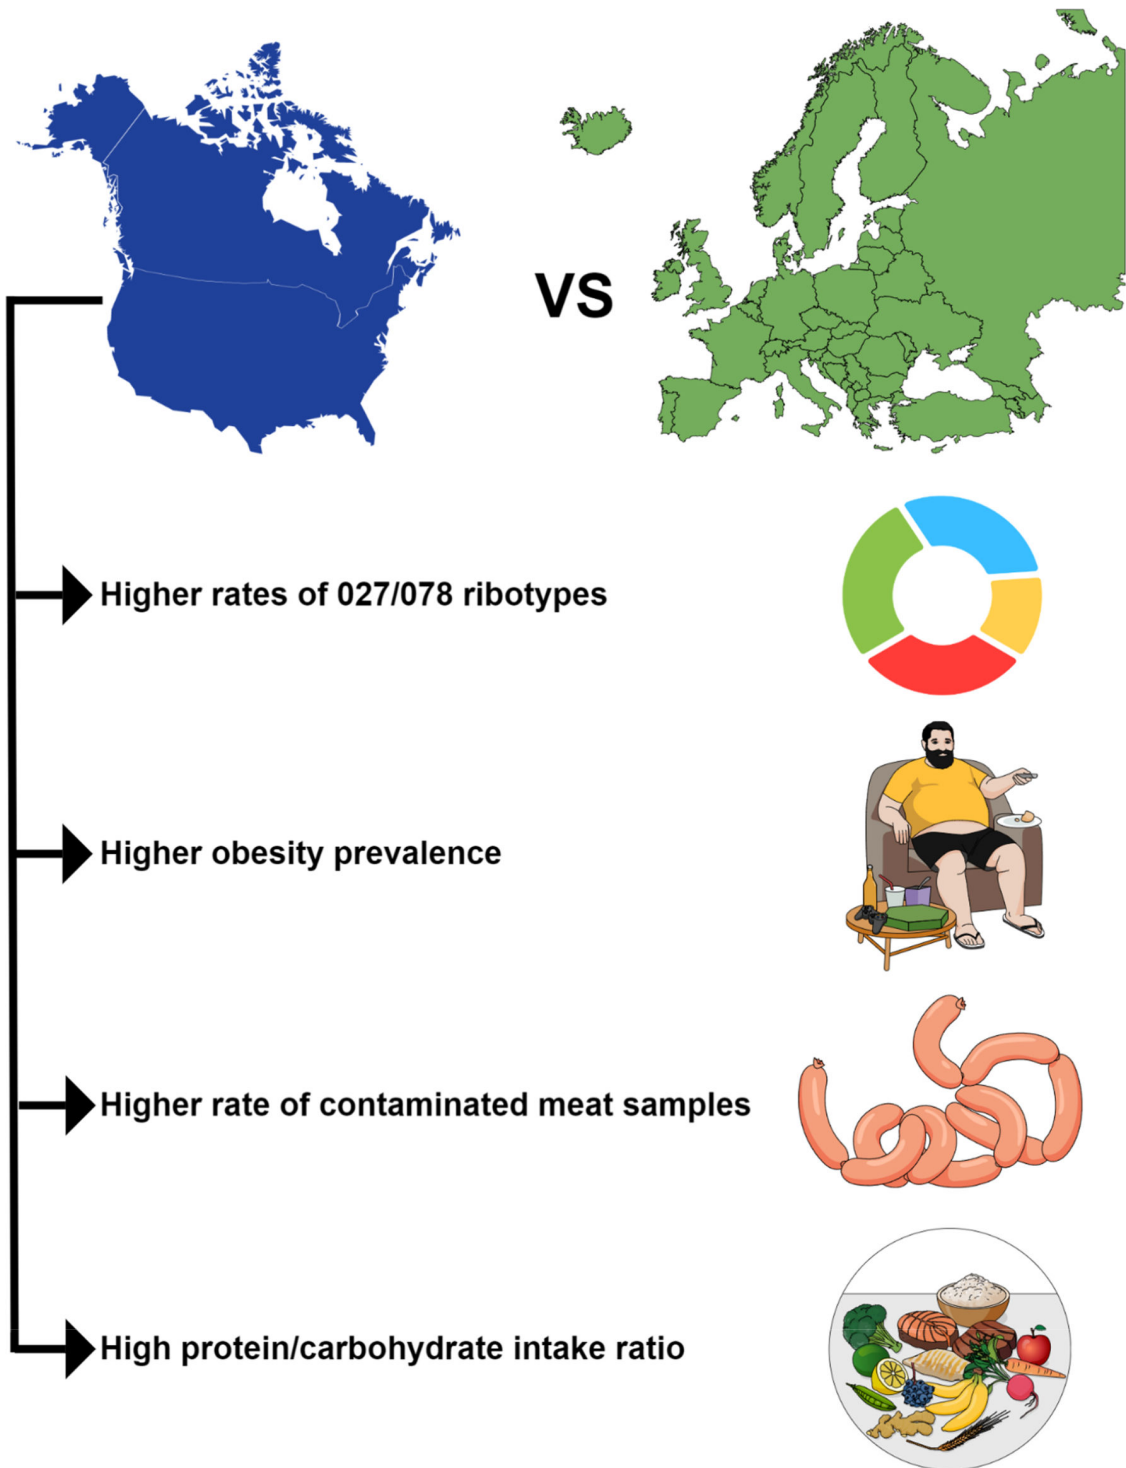 VS
Higher rates of 027/078 ribotypes
Higher obesity prevalence
Higher rate of contaminated meat samples
High protein/carbohydrate intake ratio